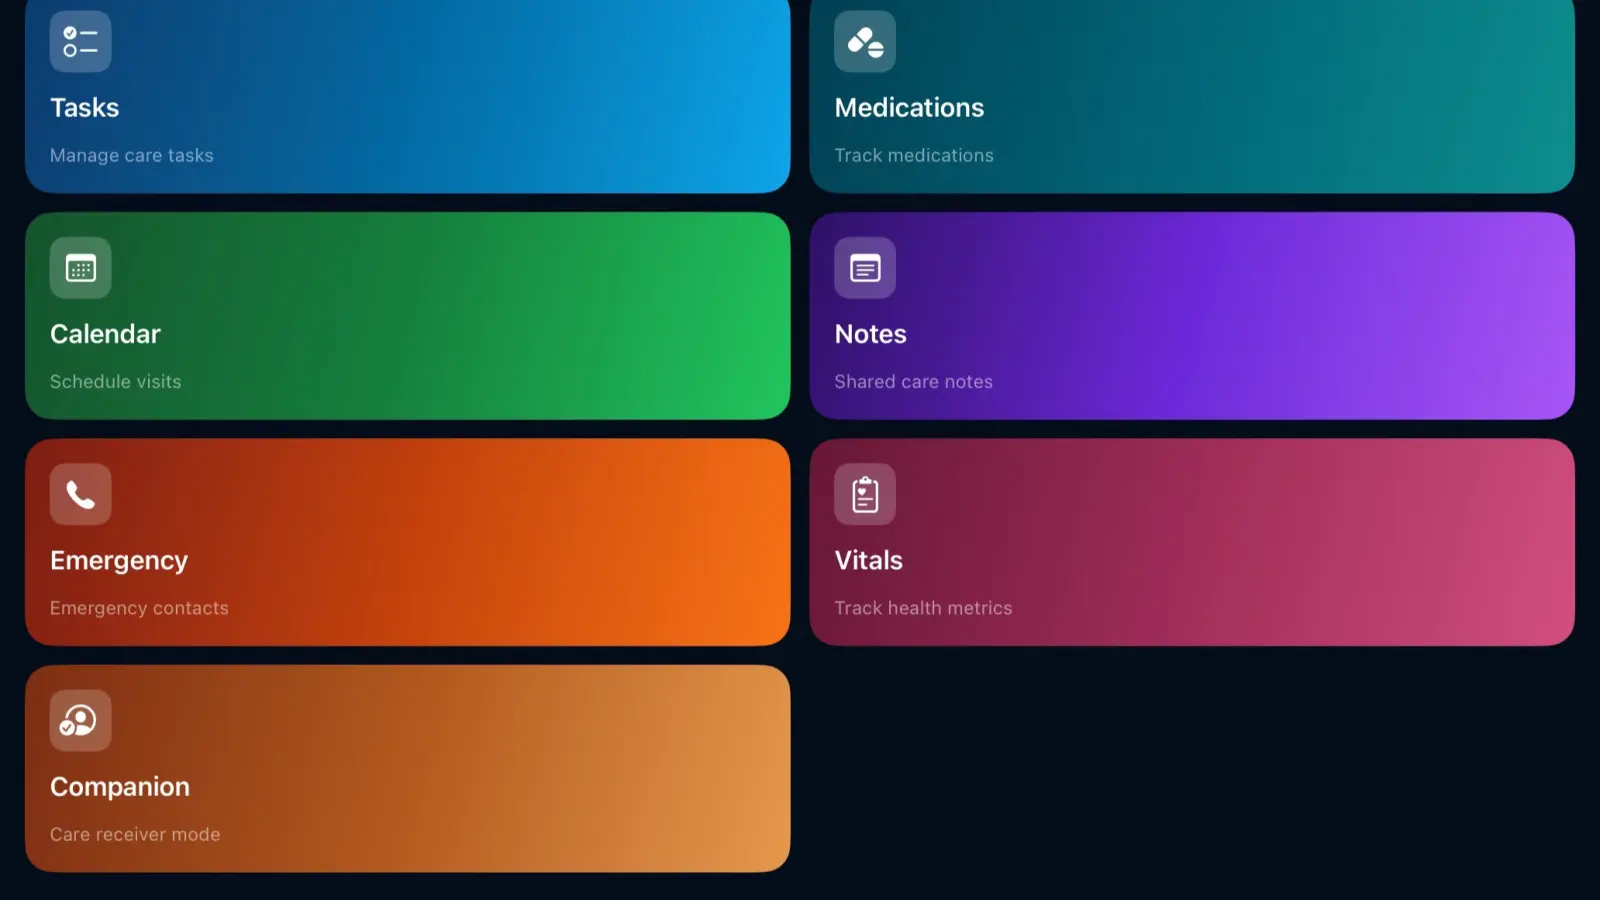 Tasks
Manage care tasks
Medications
Track medications
Calendar
Schedule visits
Notes
Shared care notes
Emergency
Emergency contacts
Vitals
Track health metrics
Companion
Care receiver mode